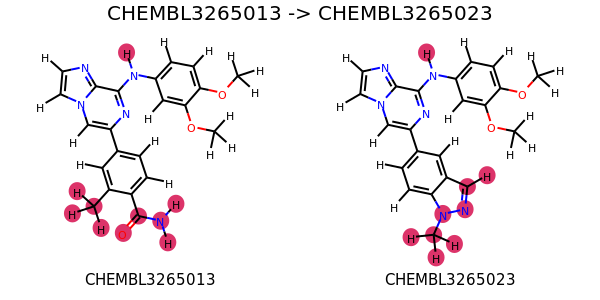 CHEMBL3265013 -> CHEMBL3265023
H H H H H N N N N N H H H O O H H H H H H H H H H H O N H H
H H H H H N N N N N H H H O O H H H H H H H N N H H H
CHEMBL3265013 CHEMBL3265023